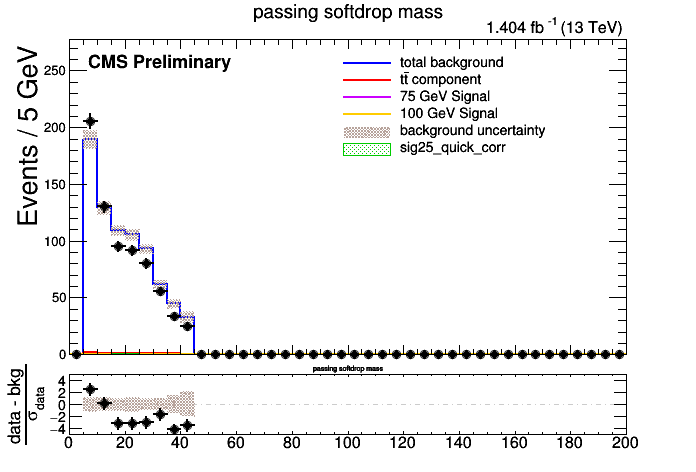 passing softdrop mass
1.404 fb -1 (13 TeV)
CMS Preliminary
total background
tt̄ component
75 GeV Signal
100 GeV Signal
background uncertainty
sig25_quick_corr
Events / 5 GeV
250
200
150
100
50
0
passing softdrop mass
data - bkg
σ data
4
2
0
−2
−4
0 20 40 60 80 100 120 140 160 180 200